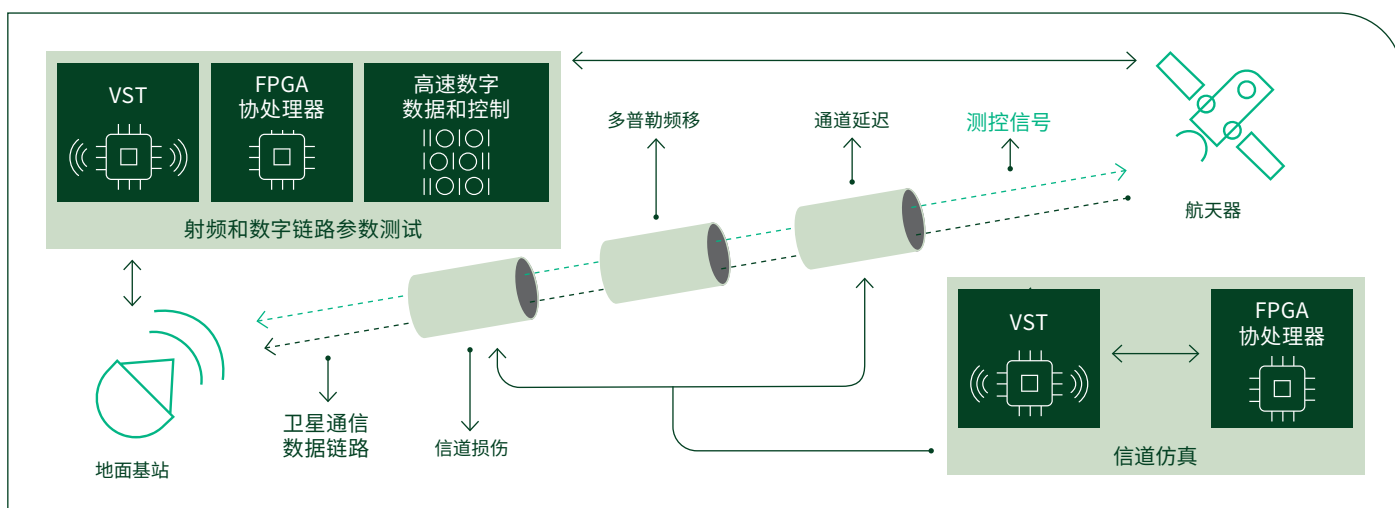 VST
FPGA
协处理器
高速数字
数据和控制
射频和数字链路参数测试
多普勒频移
通道延迟
测控信号
航天器
卫星通信
数据链路
信道损伤
地面基站
VST
FPGA
协处理器
信道仿真